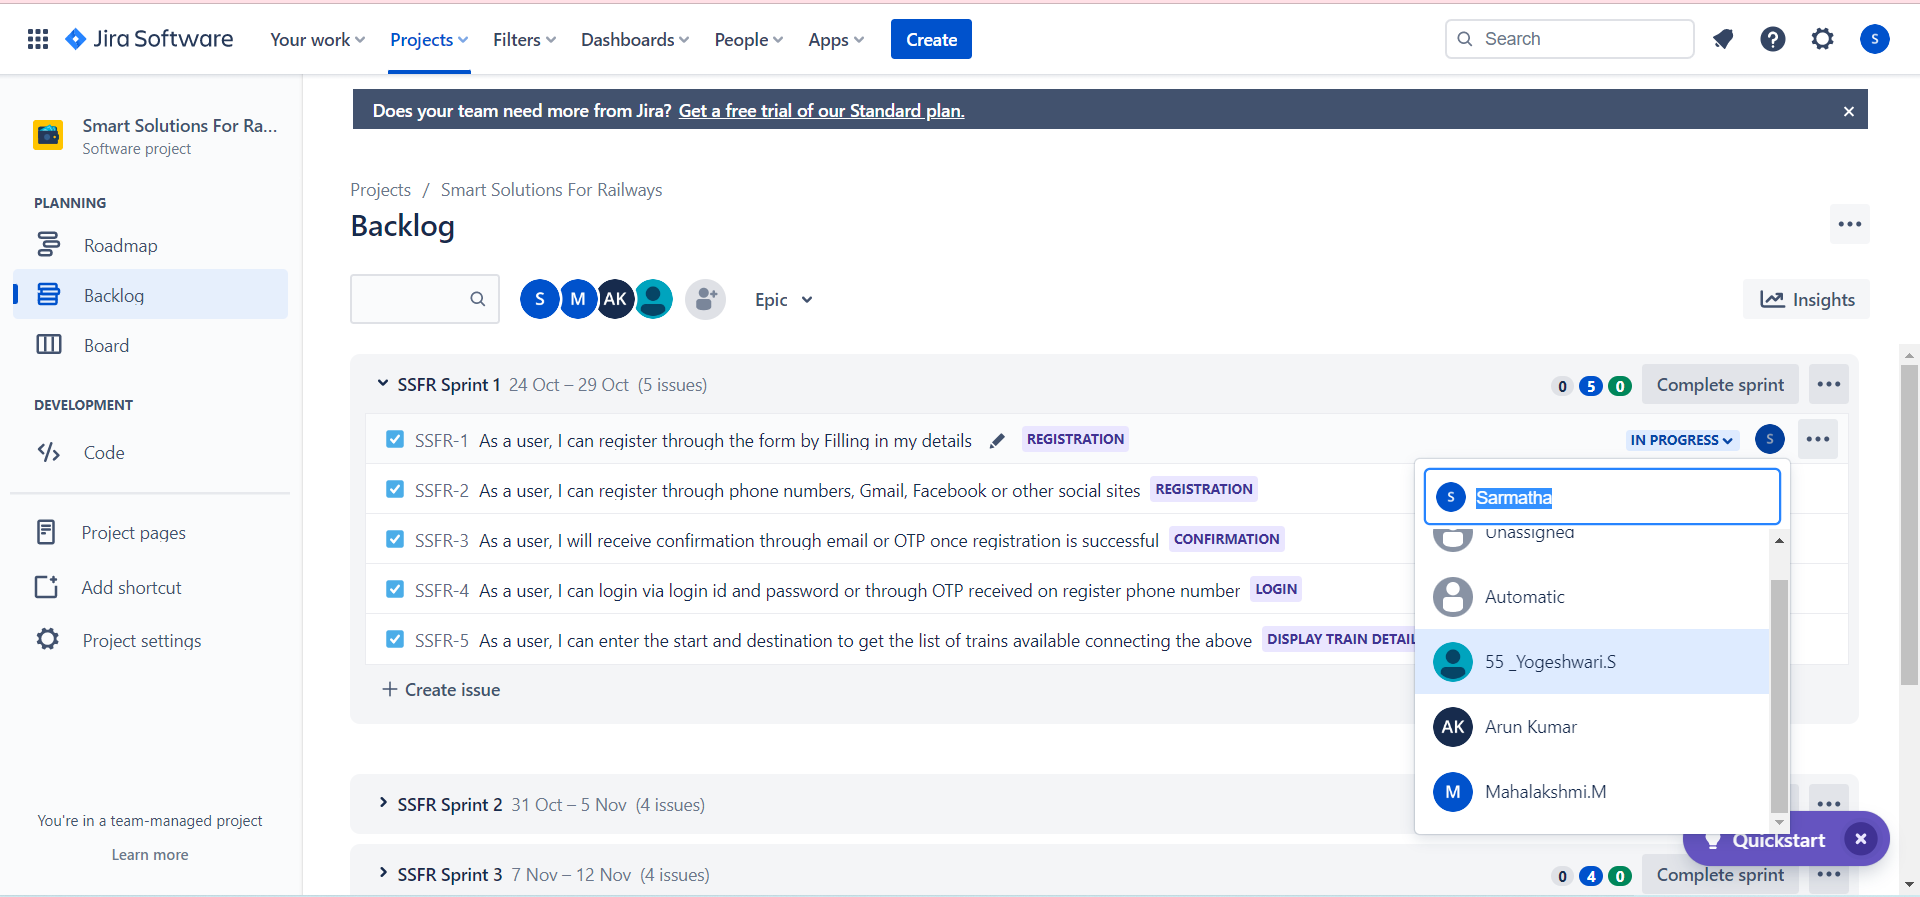 Jira Software Your work Projects Filters Dashboards People Apps Create Search S
Does your team need more from Jira? Get a free trial of our Standard plan.
Smart Solutions For Ra...
Software project
PLANNING
Roadmap
Backlog
Board
DEVELOPMENT
Code
Project pages
Add shortcut
Project settings
You're in a team-managed project
Learn more
Projects / Smart Solutions For Railways
Backlog
S M AK Epic Insights
SSFR Sprint 1 24 Oct – 29 Oct (5 issues) 0 5 0 Complete sprint
SSFR-1 As a user, I can register through the form by Filling in my details REGISTRATION IN PROGRESS S
SSFR-2 As a user, I can register through phone numbers, Gmail, Facebook or other social sites REGISTRATION
SSFR-3 As a user, I will receive confirmation through email or OTP once registration is successful CONFIRMATION
SSFR-4 As a user, I can login via login id and password or through OTP received on register phone number LOGIN
SSFR-5 As a user, I can enter the start and destination to get the list of trains available connecting the above DISPLAY TRAIN DETAIL
Create issue
S Sarmatha
Unassigned
Automatic
55 _Yogeshwari.S
AK Arun Kumar
M Mahalakshmi.M
SSFR Sprint 2 31 Oct – 5 Nov (4 issues)
Quickstart
SSFR Sprint 3 7 Nov – 12 Nov (4 issues) 0 4 0 Complete sprint